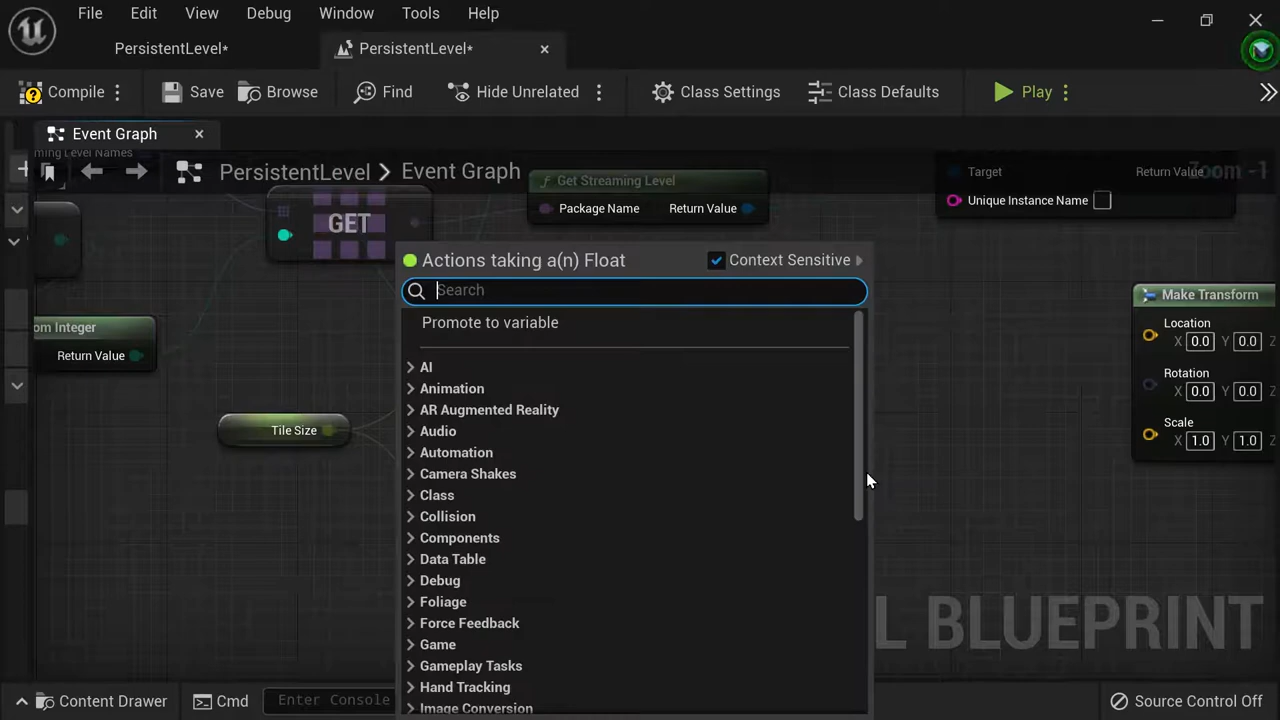 File Edit View Debug Window Tools Help
PersistentLevel* PersistentLevel*
Compile Save Browse Find Hide Unrelated Class Settings Class Defaults Play
Event Graph
PersistentLevel > Event Graph
Zoom -1
Get Streaming Level
Package Name Return Value
Target Return Value
Unique Instance Name
GET
Actions taking a(n) Float Context Sensitive
Search
Promote to variable
AI
Animation
AR Augmented Reality
Audio
Automation
Camera Shakes
Class
Collision
Components
Data Table
Debug
Foliage
Force Feedback
Game
Gameplay Tasks
Hand Tracking
Image Conversion
Integer
Return Value
Tile Size
Make Transform
Location
X 0.0 Y 0.0 Z
Rotation
X 0.0 Y 0.0 Z
Scale
X 1.0 Y 1.0 Z
BLUEPRINT
Content Drawer Cmd Enter Console Source Control Off